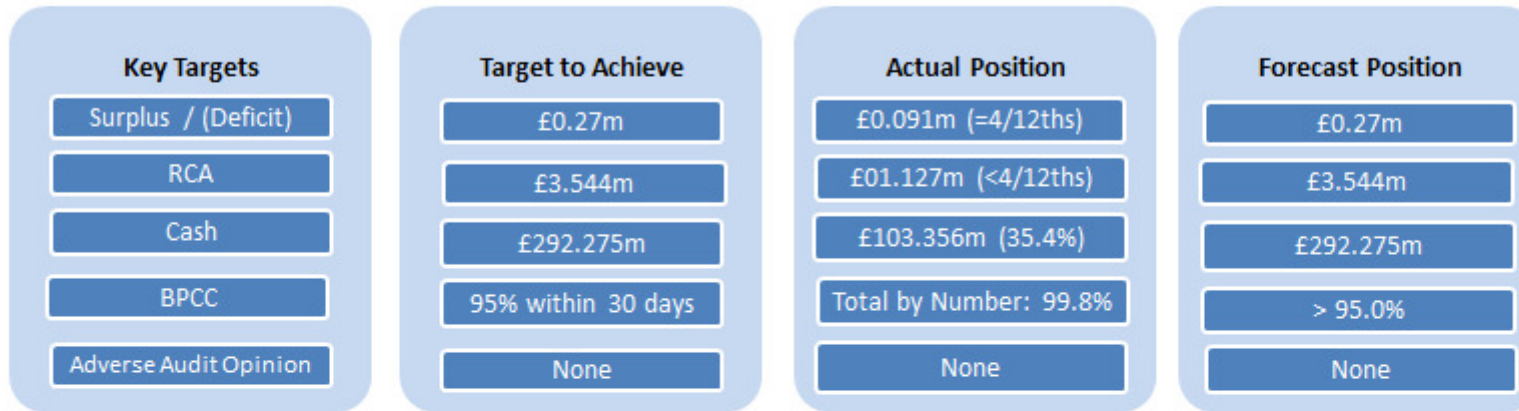 Key Targets
Surplus / (Deficit)
RCA
Cash
BPCC
Adverse Audit Opinion
Target to Achieve
£0.27m
£3.544m
£292.275m
95% within 30 days
None
Actual Position
£0.091m (=4/12ths)
£01.127m (<4/12ths)
£103.356m (35.4%)
Total by Number: 99.8%
None
Forecast Position
£0.27m
£3.544m
£292.275m
> 95.0%
None